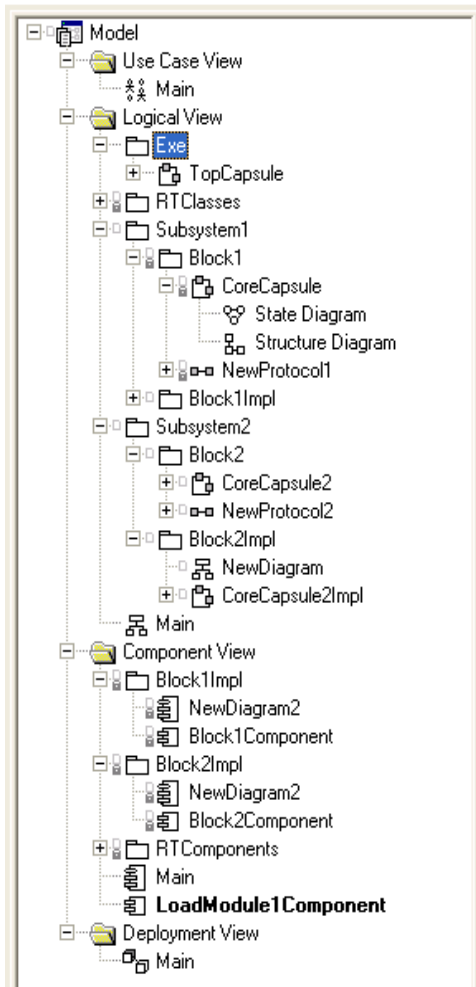 Model
Use Case View
Main
Logical View
Exe
TopCapsule
RTClasses
Subsystem1
Block1
CoreCapsule
State Diagram
Structure Diagram
NewProtocol1
Block1Impl
Subsystem2
Block2
CoreCapsule2
NewProtocol2
Block2Impl
NewDiagram
CoreCapsule2Impl
Main
Component View
Block1Impl
NewDiagram2
Block1Component
Block2Impl
NewDiagram2
Block2Component
RTComponents
Main
LoadModule1Component
Deployment View
Main